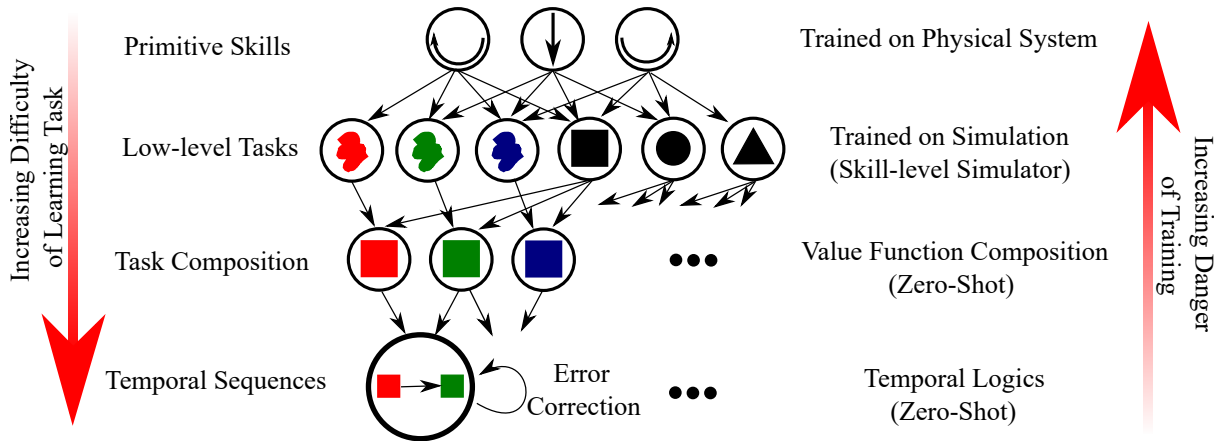 Increasing Difficulty
of Learning Task
Primitive Skills
Trained on Physical System
Low-level Tasks
Trained on Simulation
(Skill-level Simulator)
Task Composition
Value Function Composition
(Zero-Shot)
Temporal Sequences
Error
Correction
Temporal Logics
(Zero-Shot)
Increasing Danger
of Training